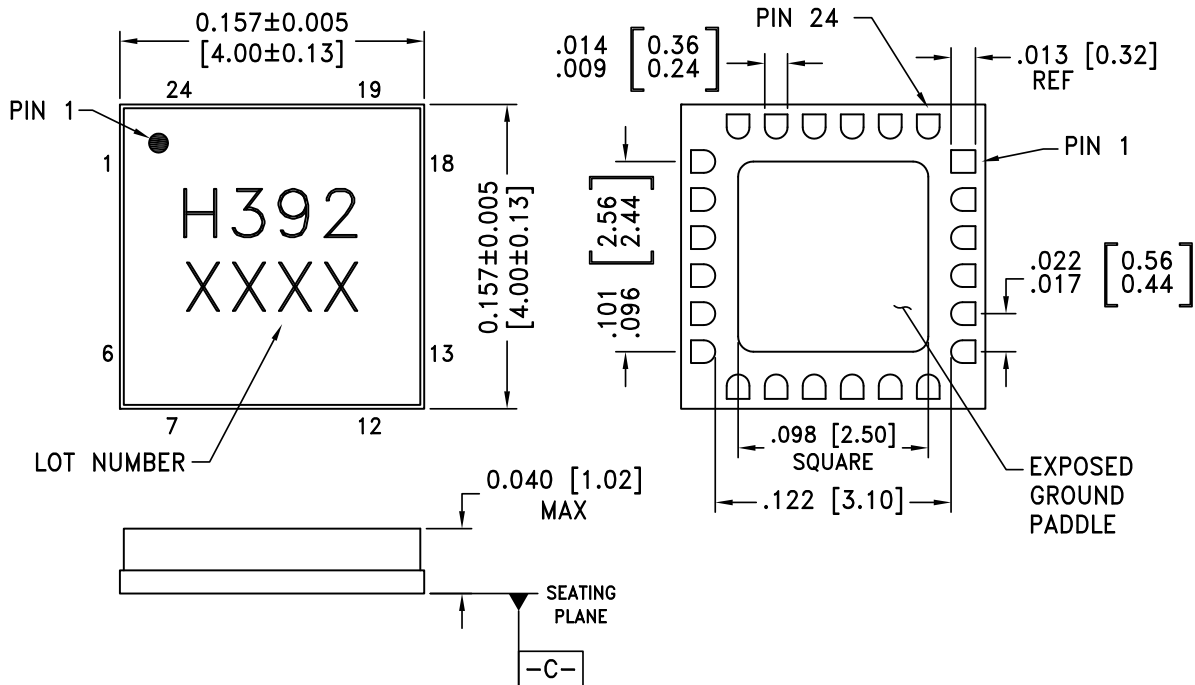 0.157±0.005
[4.00±0.13]
24
19
PIN 1
1
18
H392
XXXX
6
13
7
12
LOT NUMBER
0.157±0.005
[4.00±0.13]
0.040 [1.02]
MAX
SEATING
PLANE
-C-
PIN 24
.014 [0.36]
.009 [0.24]
.013 [0.32]
REF
PIN 1
[2.56]
[2.44]
.101
.096
.022 [0.56]
.017 [0.44]
.098 [2.50]
SQUARE
.122 [3.10]
EXPOSED
GROUND
PADDLE